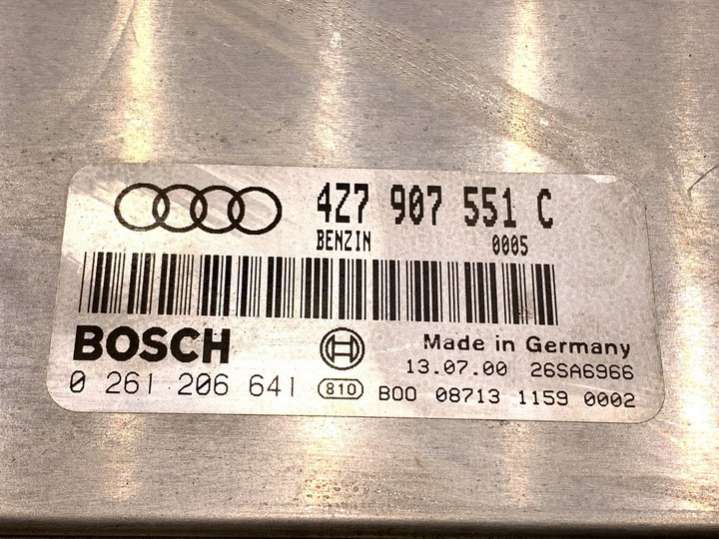 4Z7 907 551 C
BENZIN 0005
BOSCH
Made in Germany
13.07.00 26SA6966
0 261 206 641 810 B00 08713 1159 0002